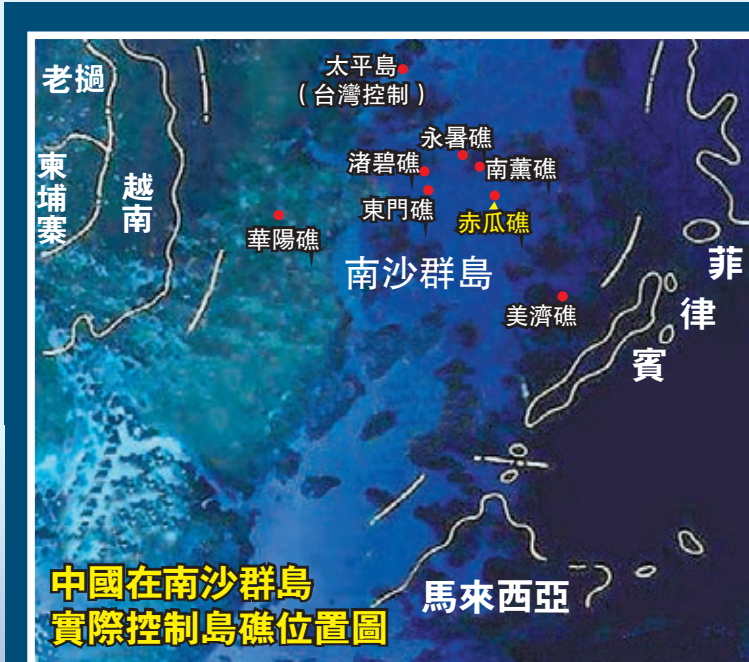 老撾
太平島
（台灣控制）
永暑礁
渚碧礁
南薰礁
柬埔寨
越南
東門礁
赤瓜礁
華陽礁
南沙群島
菲律賓
美濟礁
中國在南沙群島
實際控制島礁位置圖
馬來西亞